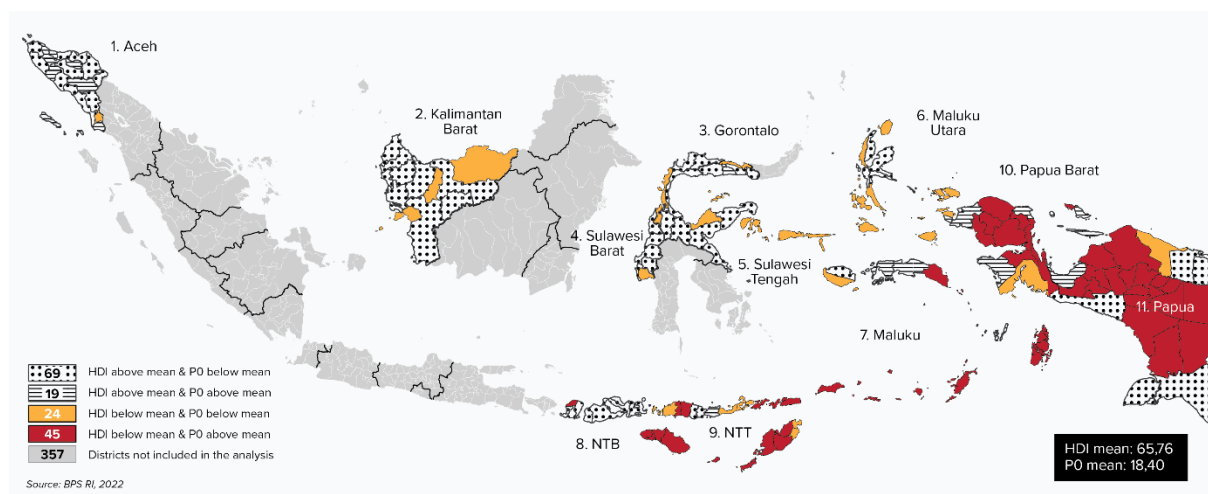 1. Aceh
2. Kalimantan
Barat
3. Gorontalo
6. Maluku
Utara
10. Papua Barat
4. Sulawesi
Barat
5. Sulawesi
-Tengah
11. Papua
7. Maluku
8. NTB
9. NTT
69 HDI above mean & P0 below mean
19 HDI above mean & P0 above mean
24 HDI below mean & P0 below mean
45 HDI below mean & P0 above mean
357 Districts not included in the analysis
HDI mean: 65,76
P0 mean: 18,40
Source: BPS RI, 2022